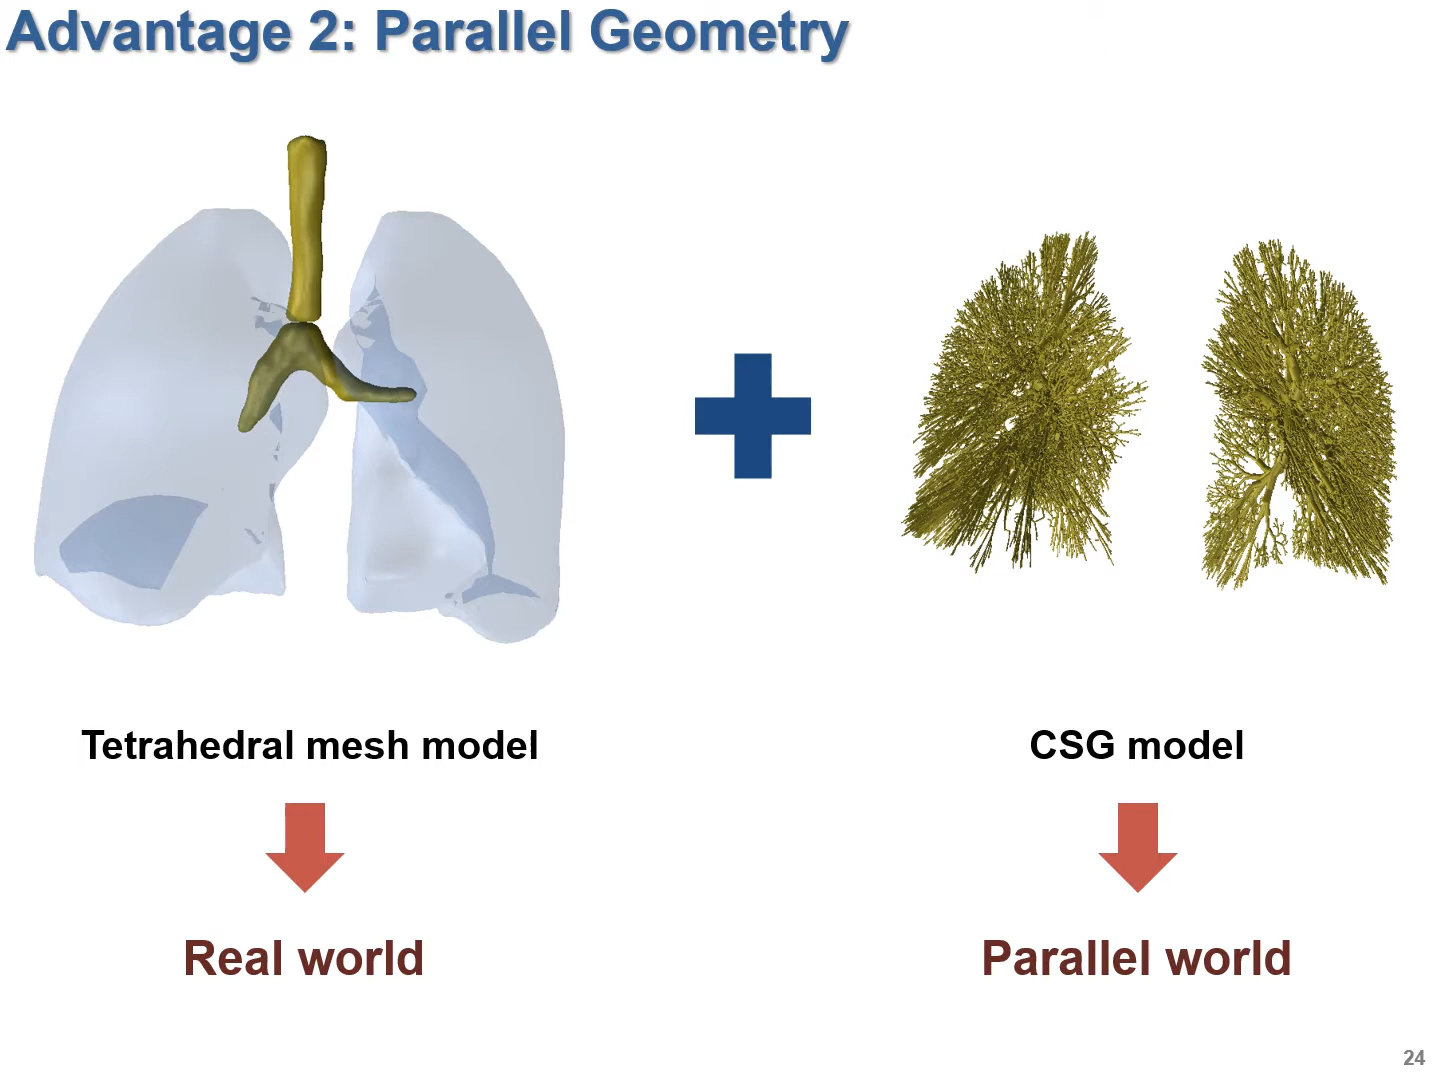 Advantage 2: Parallel Geometry
Tetrahedral mesh model
CSG model
Real world
Parallel world
24